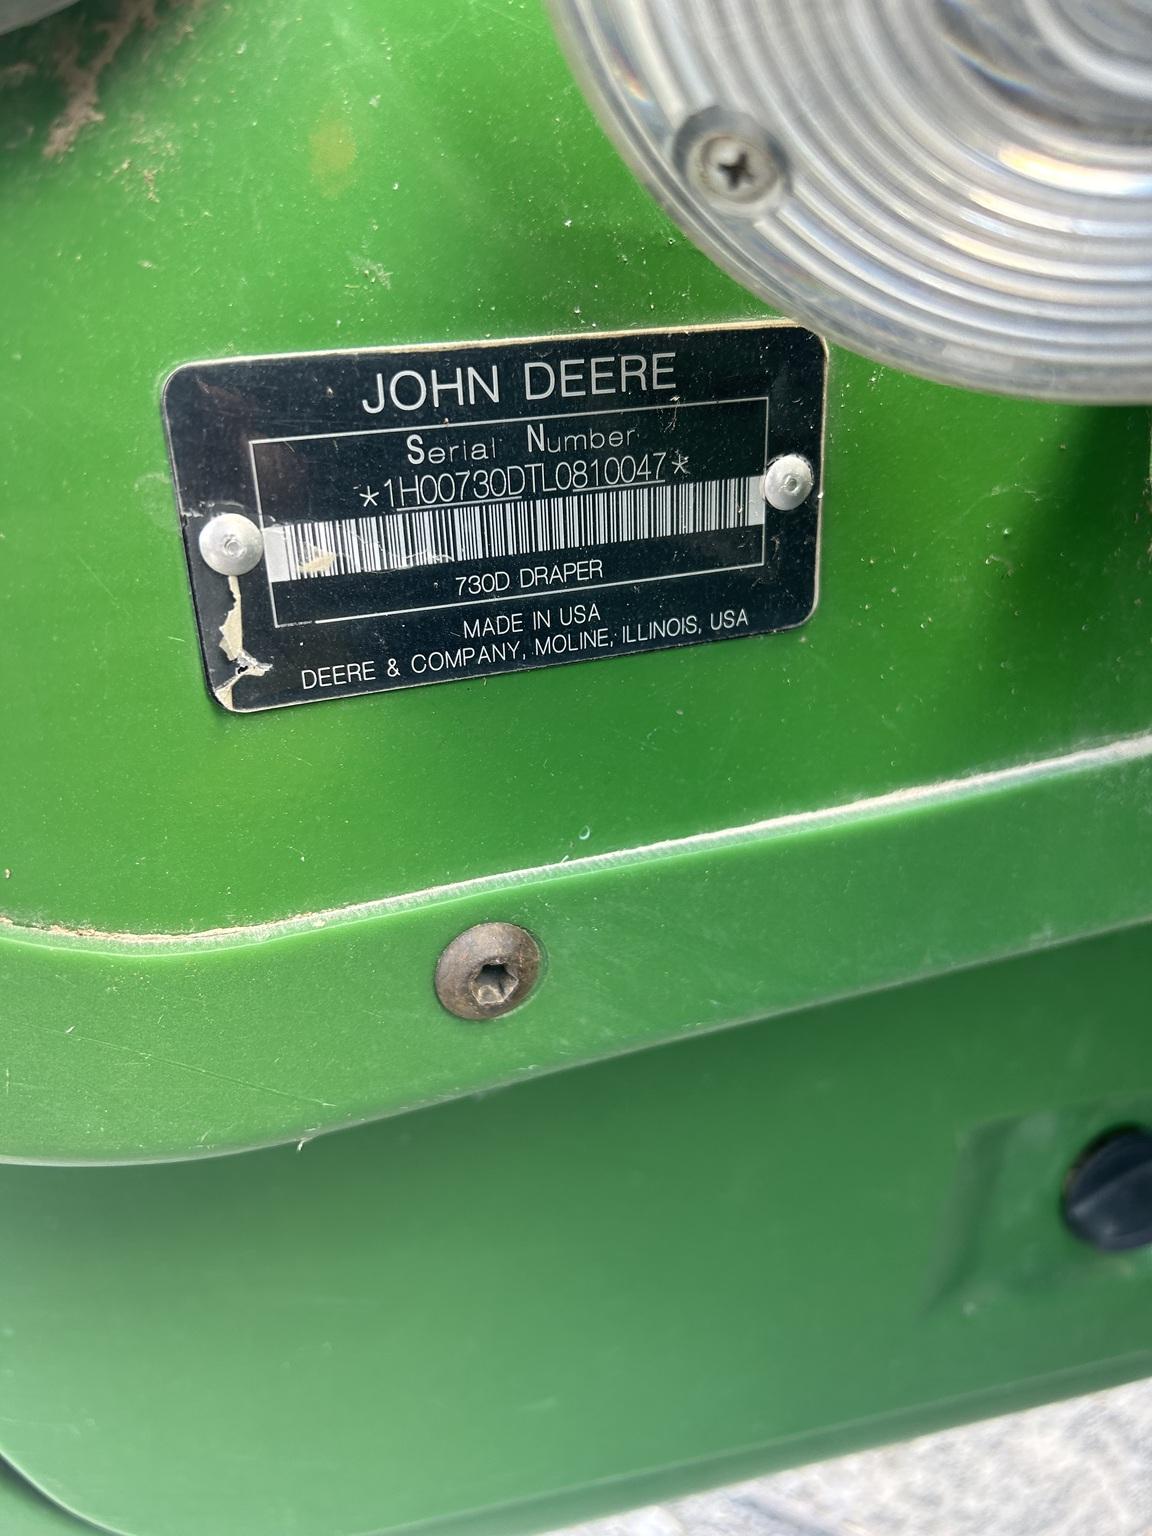 JOHN DEERE
Serial Number
*1H00730DTL0810047*
730D DRAPER
MADE IN USA
DEERE & COMPANY, MOLINE, ILLINOIS, USA